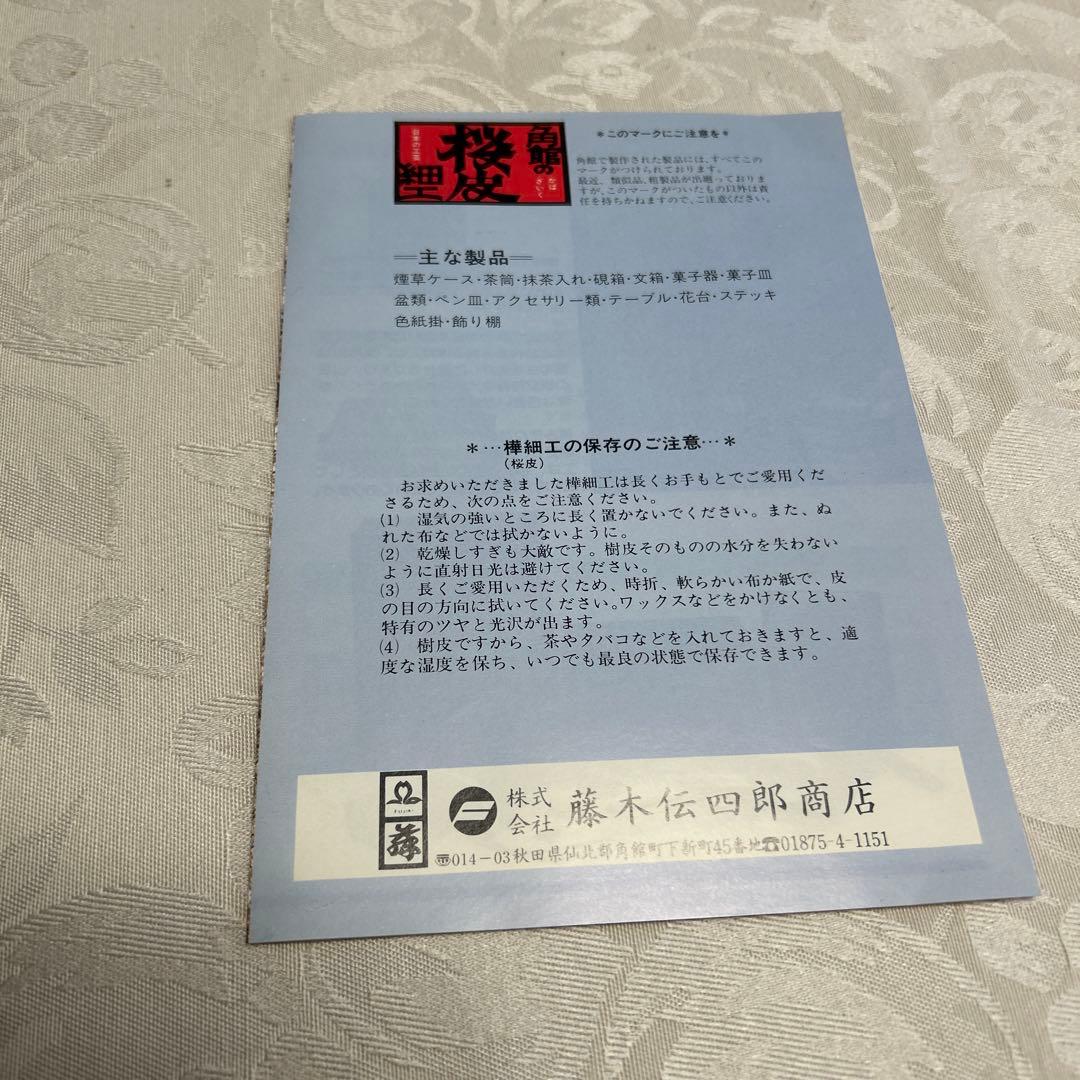 角館の
桜皮
かば
ざいく
細工
日本の工芸
＊このマークにご注意を＊
角館で製作された製品には、すべてこの
マークがつけられております。
最近、類似品、粗製品が出廻っておりま
すが、このマークがついたもの以外は責
任を持ちかねますので、ご注意ください。
＝主な製品＝
煙草ケース・茶筒・抹茶入れ・硯箱・文箱・菓子器・菓子皿
盆類・ペン皿・アクセサリー類・テーブル・花台・ステッキ
色紙掛・飾り棚
＊…樺細工の保存のご注意…＊
(桜皮)
お求めいただきました樺細工は長くお手もとでご愛用くだ
さるため、次の点をご注意ください。
(1) 湿気の強いところに長く置かないでください。また、ぬ
れた布などでは拭かないように。
(2) 乾燥しすぎも大敵です。樹皮そのものの水分を失わない
ように直射日光は避けてください。
(3) 長くご愛用いただくため、時折、軟らかい布か紙で、皮
の目の方向に拭いてください。ワックスなどをかけなくとも、
特有のツヤと光沢が出ます。
(4) 樹皮ですから、茶やタバコなどを入れておきますと、適
度な湿度を保ち、いつでも最良の状態で保存できます。
株式会社 藤木伝四郎商店
〠014－03秋田県仙北郡角館町下新町45番地☎01875-4-1151